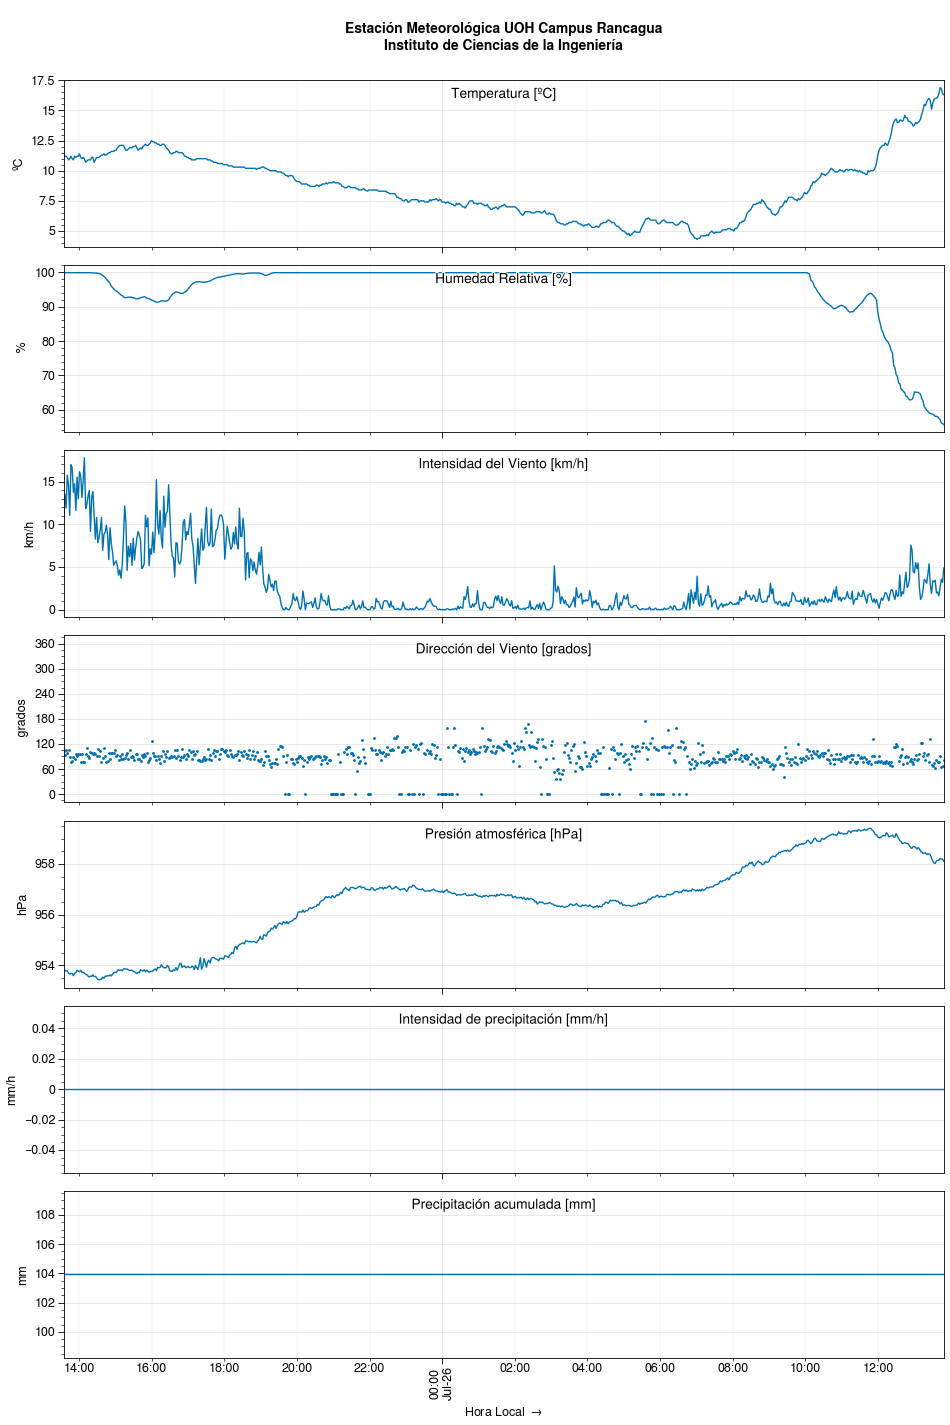 Estación Meteorológica UOH Campus Rancagua
Instituto de Ciencias de la Ingeniería
Temperatura [ºC]
17.5
15
12.5
10
7.5
5
ºC
Humedad Relativa [%]
100
90
80
70
60
%
Intensidad del Viento [km/h]
15
10
5
0
km/h
Dirección del Viento [grados]
360
300
240
180
120
60
0
grados
Presión atmosférica [hPa]
958
956
954
hPa
Intensidad de precipitación [mm/h]
0.04
0.02
0
−0.02
−0.04
mm/h
Precipitación acumulada [mm]
108
106
104
102
100
mm
14:00 16:00 18:00 20:00 22:00 00:00 02:00 04:00 06:00 08:00 10:00 12:00
Jul-26
Hora Local →